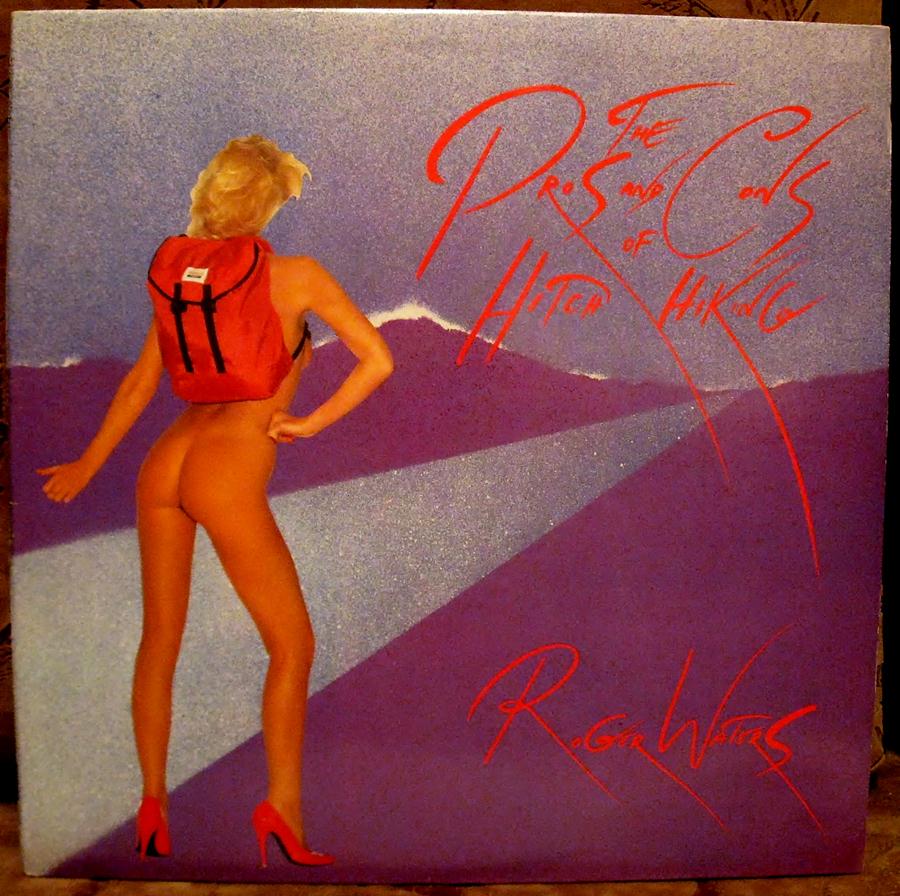 The
Pros and Cons
of
Hitch Hiking
Roger Waters